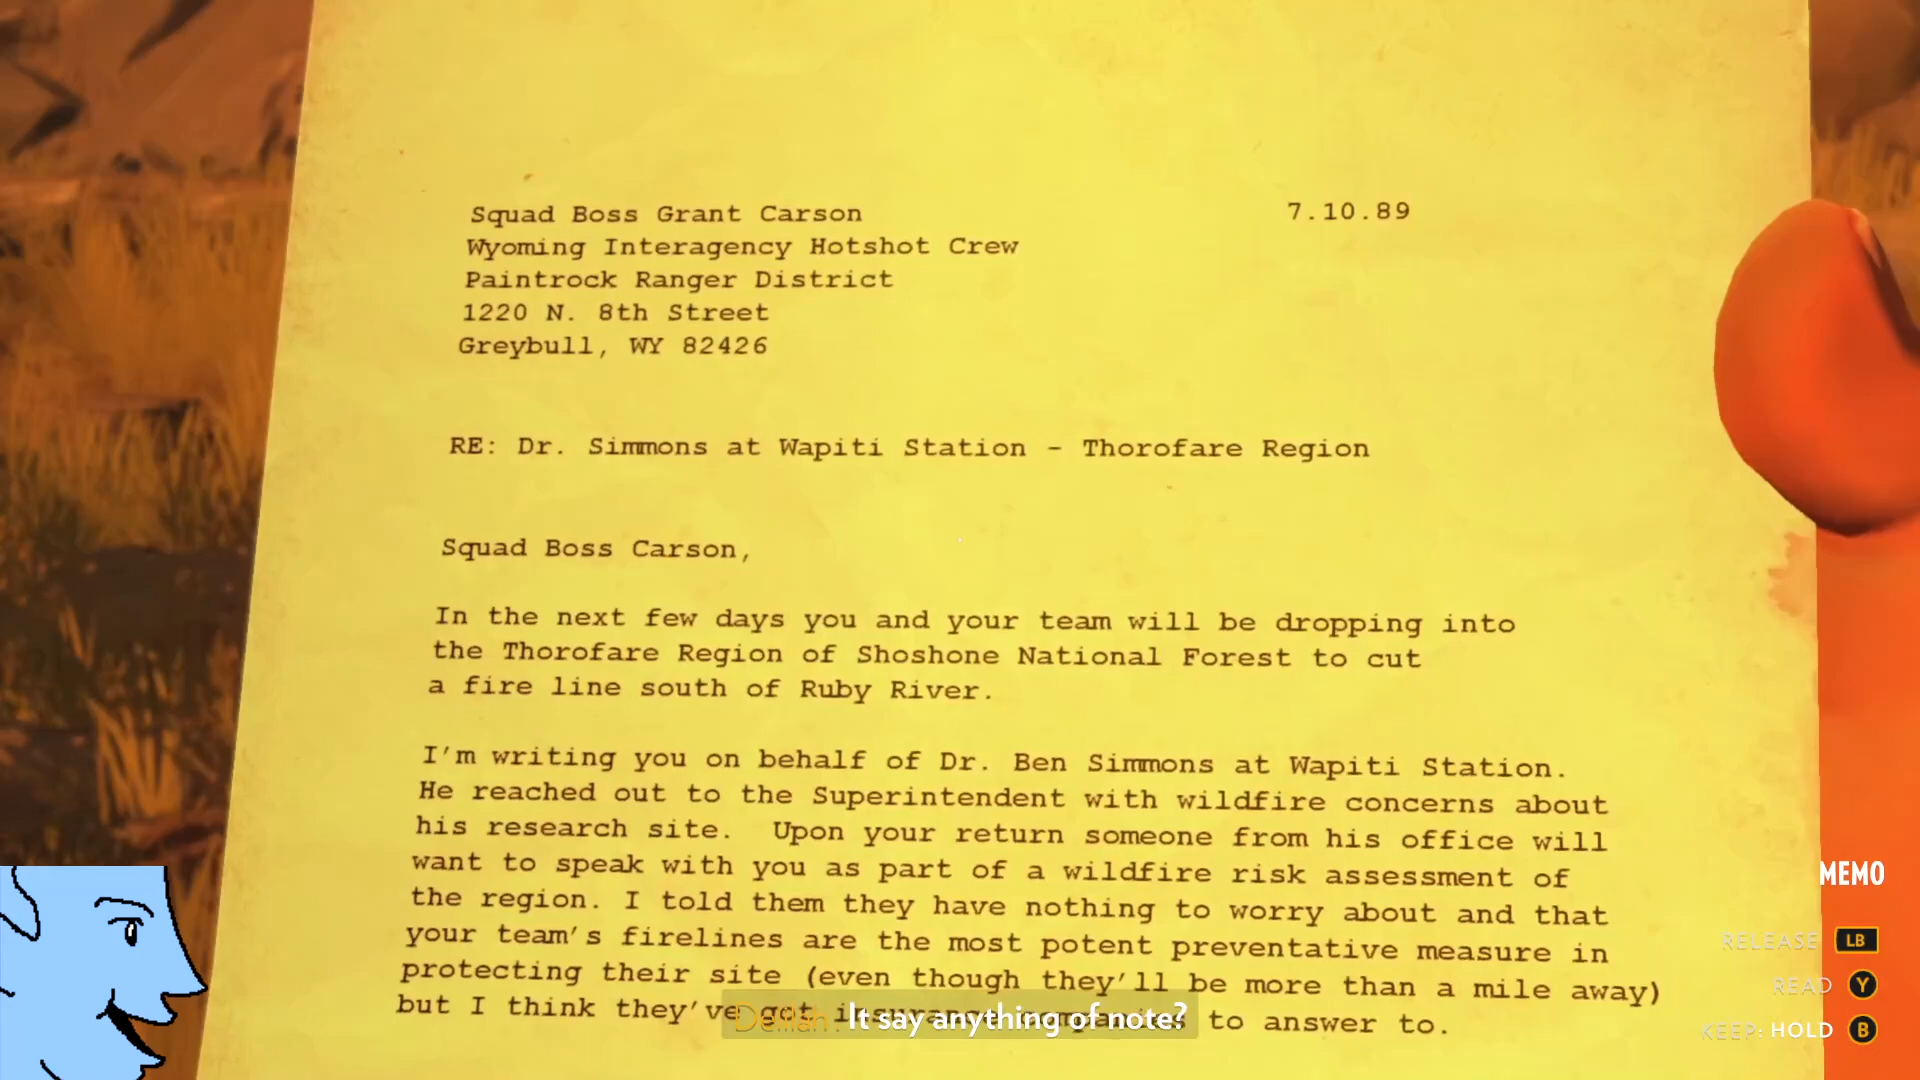 Squad Boss Grant Carson 7.10.89
Wyoming Interagency Hotshot Crew
Paintrock Ranger District
1220 N. 8th Street
Greybull, WY 82426
RE: Dr. Simmons at Wapiti Station - Thorofare Region
Squad Boss Carson,
In the next few days you and your team will be dropping into
the Thorofare Region of Shoshone National Forest to cut
a fire line south of Ruby River.
I'm writing you on behalf of Dr. Ben Simmons at Wapiti Station.
He reached out to the Superintendent with wildfire concerns about
his research site. Upon your return someone from his office will
want to speak with you as part of a wildfire risk assessment of
the region. I told them they have nothing to worry about and that
your team's firelines are the most potent preventative measure in
protecting their site (even though they'll be more than a mile away)
but I think they've got insurance companies to answer to.
Delilah: It say anything of note?
MEMO
RELEASE LB
READ Y
KEEP: HOLD B